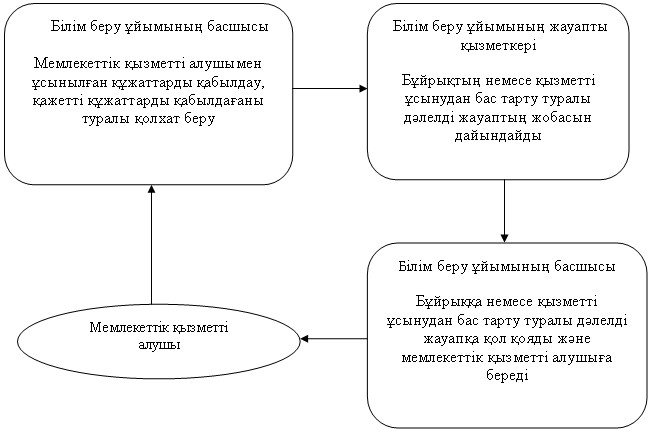 Білім беру ұйымының басшысы
Мемлекеттік қызметті алушымен
ұсынылған құжаттарды қабылдау,
қажетті құжаттарды қабылдағаны
туралы қолхат беру
Білім беру ұйымының жауапты
қызметкері
Бұйрықтың немесе қызметті
ұсынудан бас тарту туралы
дәлелді жауаптың жобасын
дайындайды
Білім беру ұйымының басшысы
Бұйрыққа немесе қызметті
ұсынудан бас тарту туралы дәлелді
жауапқа қол қояды және
мемлекеттік қызметті алушыға
береді
Мемлекеттік қызметті
алушы